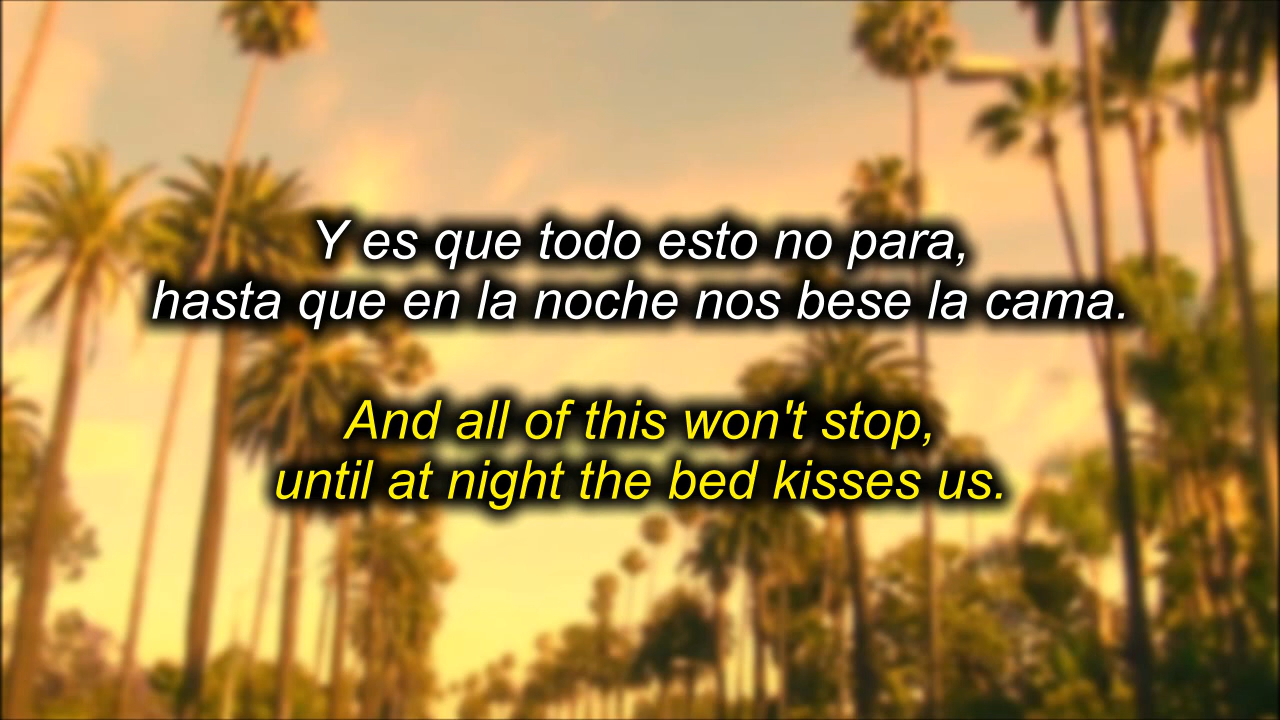 Y es que todo esto no para,
hasta que en la noche nos bese la cama.
And all of this won't stop,
until at night the bed kisses us.